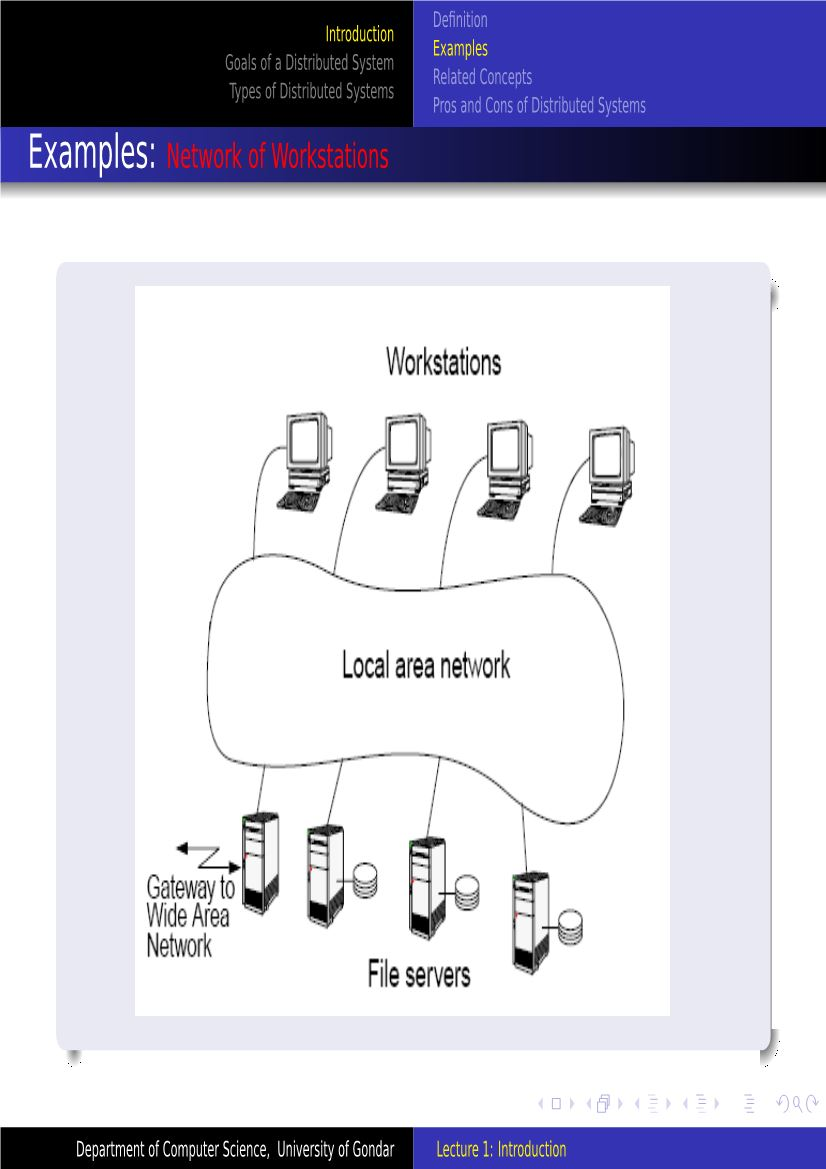 Introduction
Goals of a Distributed System
Types of Distributed Systems
Definition
Examples
Related Concepts
Pros and Cons of Distributed Systems
Examples: Network of Workstations
Workstations
Local area network
Gateway to
Wide Area
Network
File servers
Department of Computer Science, University of Gondar
Lecture 1: Introduction